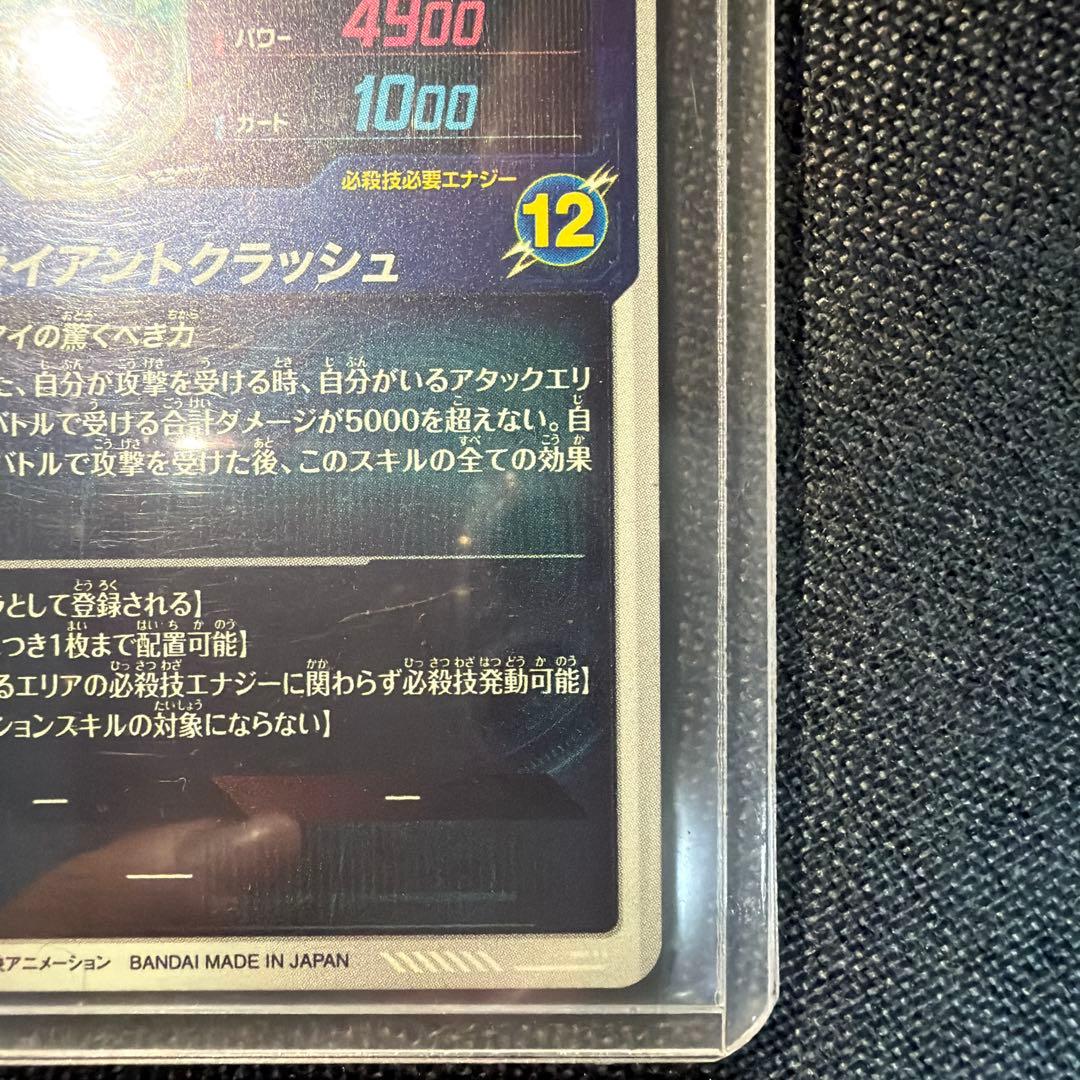 パワー 4900
ガード 1000
必殺技必要エナジー
12
ライアントクラッシュ
アイの驚くべき力
た、自分が攻撃を受ける時、自分がいるアタックエリ
バトルで受ける合計ダメージが5000を超えない。自
バトルで攻撃を受けた後、このスキルの全ての効果
ラとして登録される】
つき1枚まで配置可能】
るエリアの必殺技エナジーに関わらず必殺技発動可能】
ションスキルの対象にならない】
アニメーション BANDAI MADE IN JAPAN